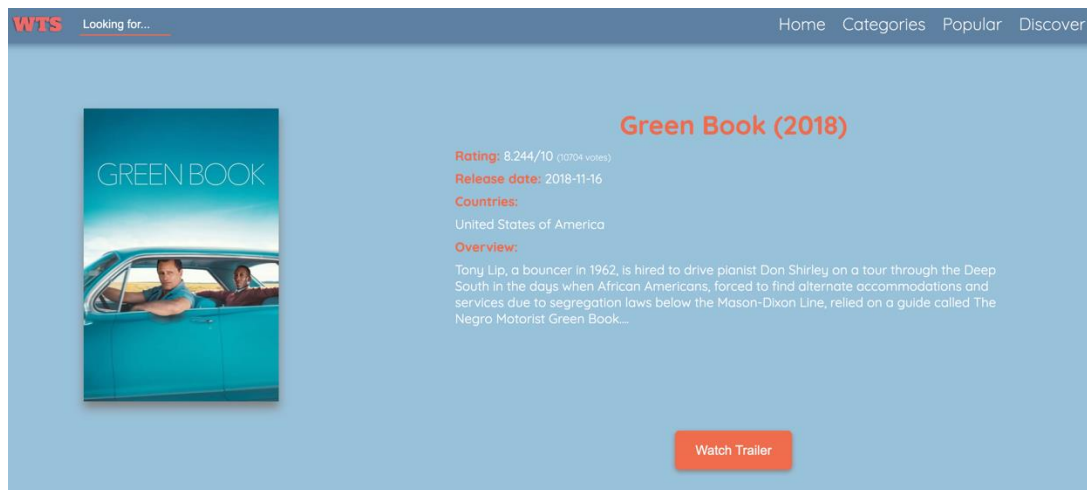 WTS Looking for... Home Categories Popular Discover
GREEN BOOK
Green Book (2018)
Rating: 8.244/10 (10704 votes)
Release date: 2018-11-16
Countries:
United States of America
Overview:
Tony Lip, a bouncer in 1962, is hired to drive pianist Don Shirley on a tour through the Deep
South in the days when African Americans, forced to find alternate accommodations and
services due to segregation laws below the Mason-Dixon Line, relied on a guide called The
Negro Motorist Green Book...
Watch Trailer